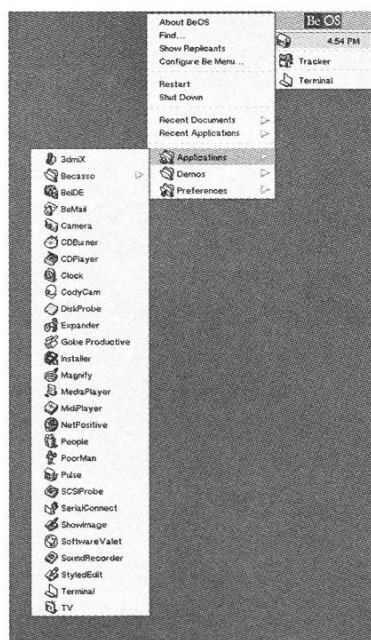 Be OS
4:54 PM
Tracker
Terminal
About BeOS
Find...
Show Replicants
Configure Be Menu...
Restart
Shut Down
Recent Documents
Recent Applications
Applications
Demos
Preferences
3dmiX
Becasso
BeIDE
BeMail
Camera
CDBurner
CDPlayer
Clock
CodyCam
DiskProbe
Expander
Gobe Productive
Installer
Magnify
MediaPlayer
MidiPlayer
NetPositive
People
PoorMan
Pulse
SCSIProbe
SerialConnect
ShowImage
SoftwareValet
SoundRecorder
StyledEdit
Terminal
TV